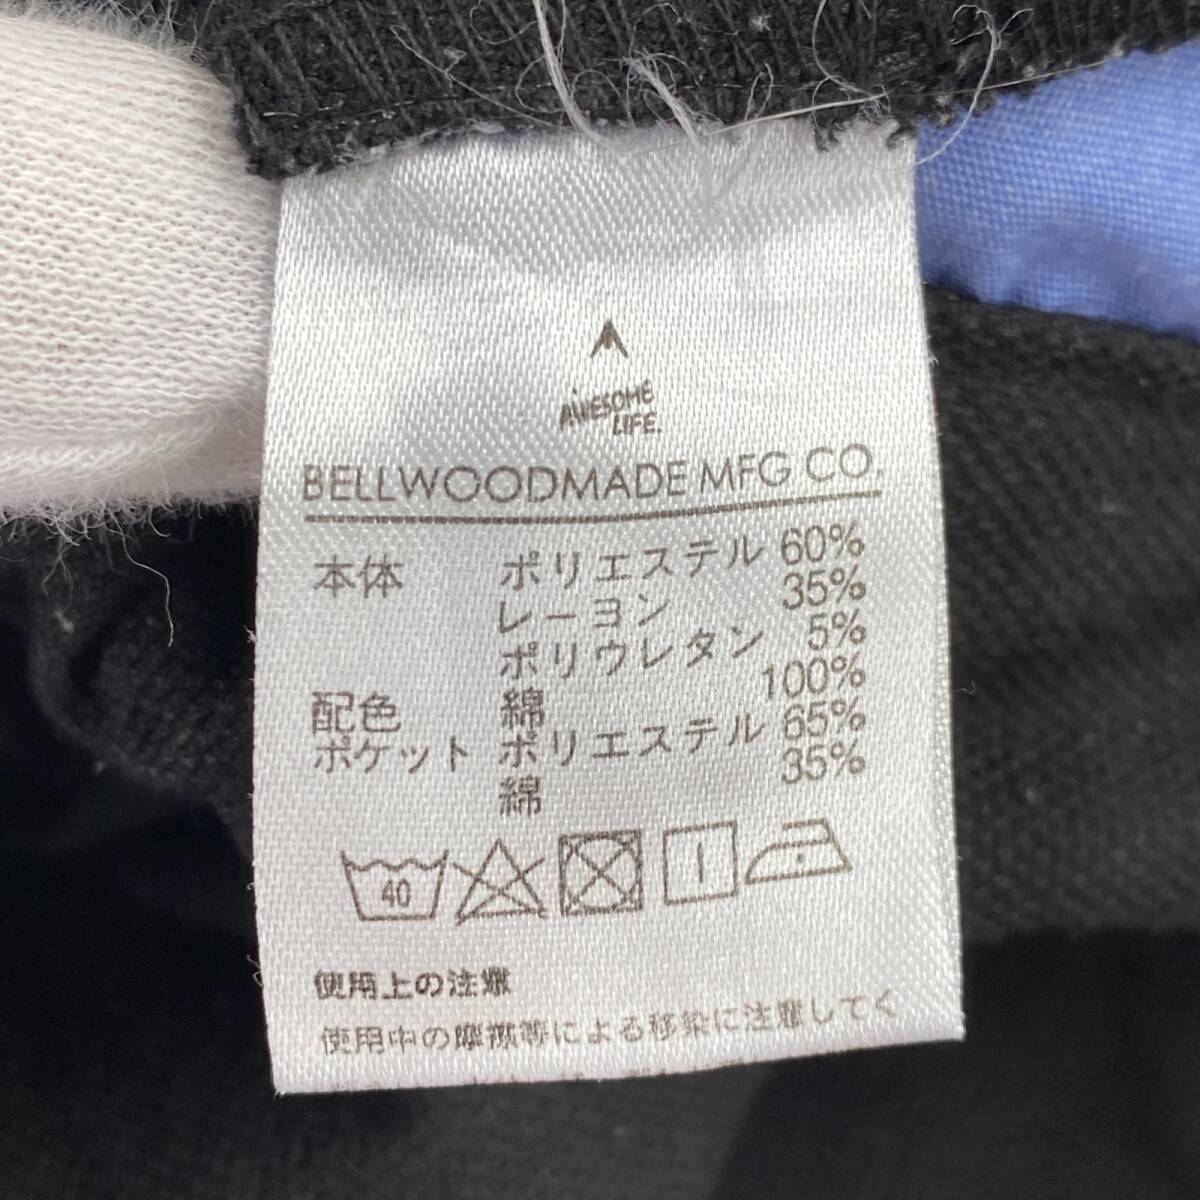 AWESOME
LIFE.
BELLWOODMADE MFG CO.
本体 ポリエステル 60%
レーヨン 35%
ポリウレタン 5%
配色 綿 100%
ポケット ポリエステル 65%
綿 35%
40
使用上の注意
使用中の摩擦等による移染に注意してく